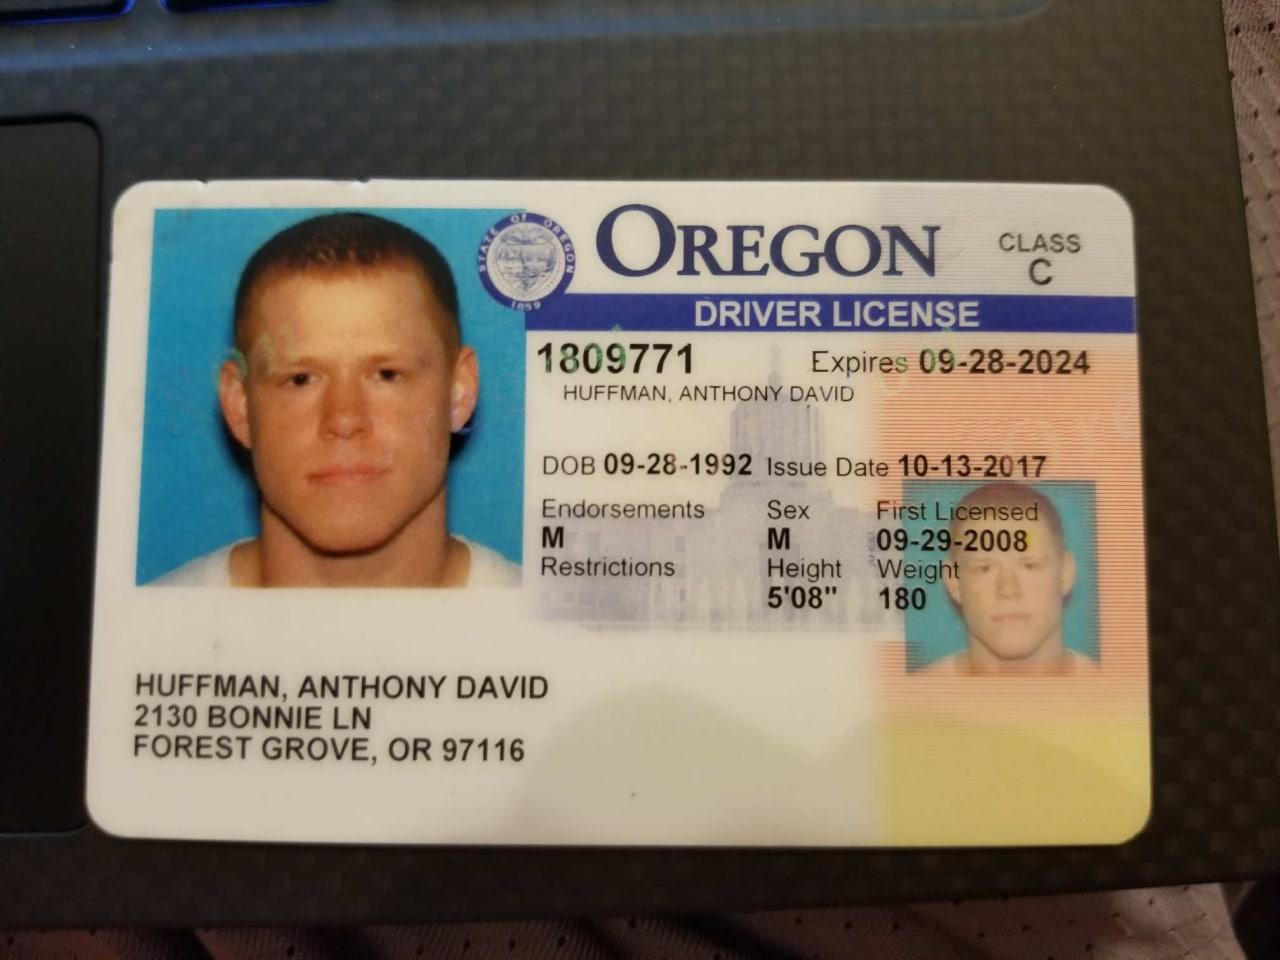 STATE OF OREGON
1859
OREGON
CLASS
C
DRIVER LICENSE
1809771 Expires 09-28-2024
HUFFMAN, ANTHONY DAVID
DOB 09-28-1992 Issue Date 10-13-2017
Endorsements Sex First Licensed
M M 09-29-2008
Restrictions Height Weight
5'08" 180
HUFFMAN, ANTHONY DAVID
2130 BONNIE LN
FOREST GROVE, OR 97116